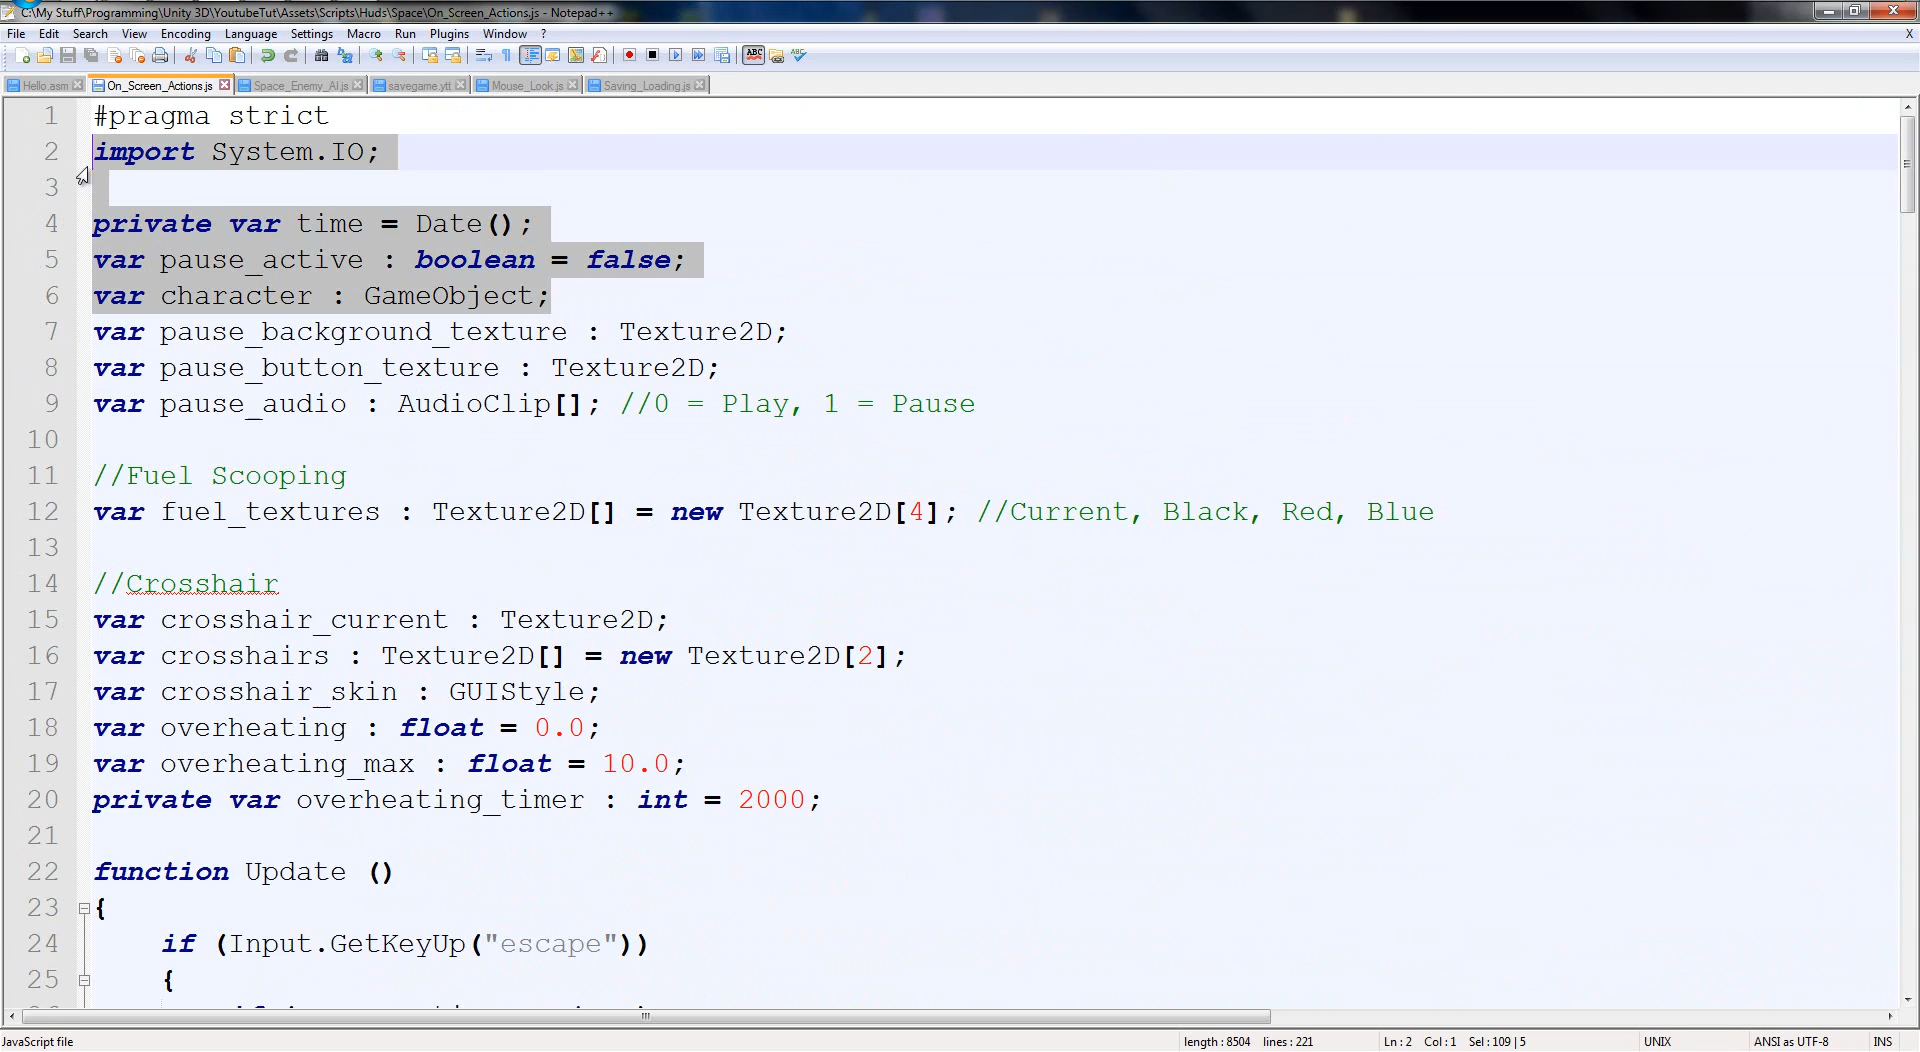 C:\My Stuff\Programming\Unity 3D\YoutubeTut\Assets\Scripts\Huds\Space\On_Screen_Actions.js - Notepad++
File Edit Search View Encoding Language Settings Macro Run Plugins Window ? X
Hello.asm On_Screen_Actions.js Space_Enemy_AI.js savegame.ytt Mouse_Look.js Saving_Loading.js
1 #pragma strict
2 import System.IO;
3
4 private var time = Date();
5 var pause_active : boolean = false;
6 var character : GameObject;
7 var pause_background_texture : Texture2D;
8 var pause_button_texture : Texture2D;
9 var pause_audio : AudioClip[]; //0 = Play, 1 = Pause
10
11 //Fuel Scooping
12 var fuel_textures : Texture2D[] = new Texture2D[4]; //Current, Black, Red, Blue
13
14 //Crosshair
15 var crosshair_current : Texture2D;
16 var crosshairs : Texture2D[] = new Texture2D[2];
17 var crosshair_skin : GUIStyle;
18 var overheating : float = 0.0;
19 var overheating_max : float = 10.0;
20 private var overheating_timer : int = 2000;
21
22 function Update ()
23 {
24 if (Input.GetKeyUp("escape"))
25 {
JavaScript file length : 8504 lines : 221 Ln : 2 Col : 1 Sel : 109 | 5 UNIX ANSI as UTF-8 INS